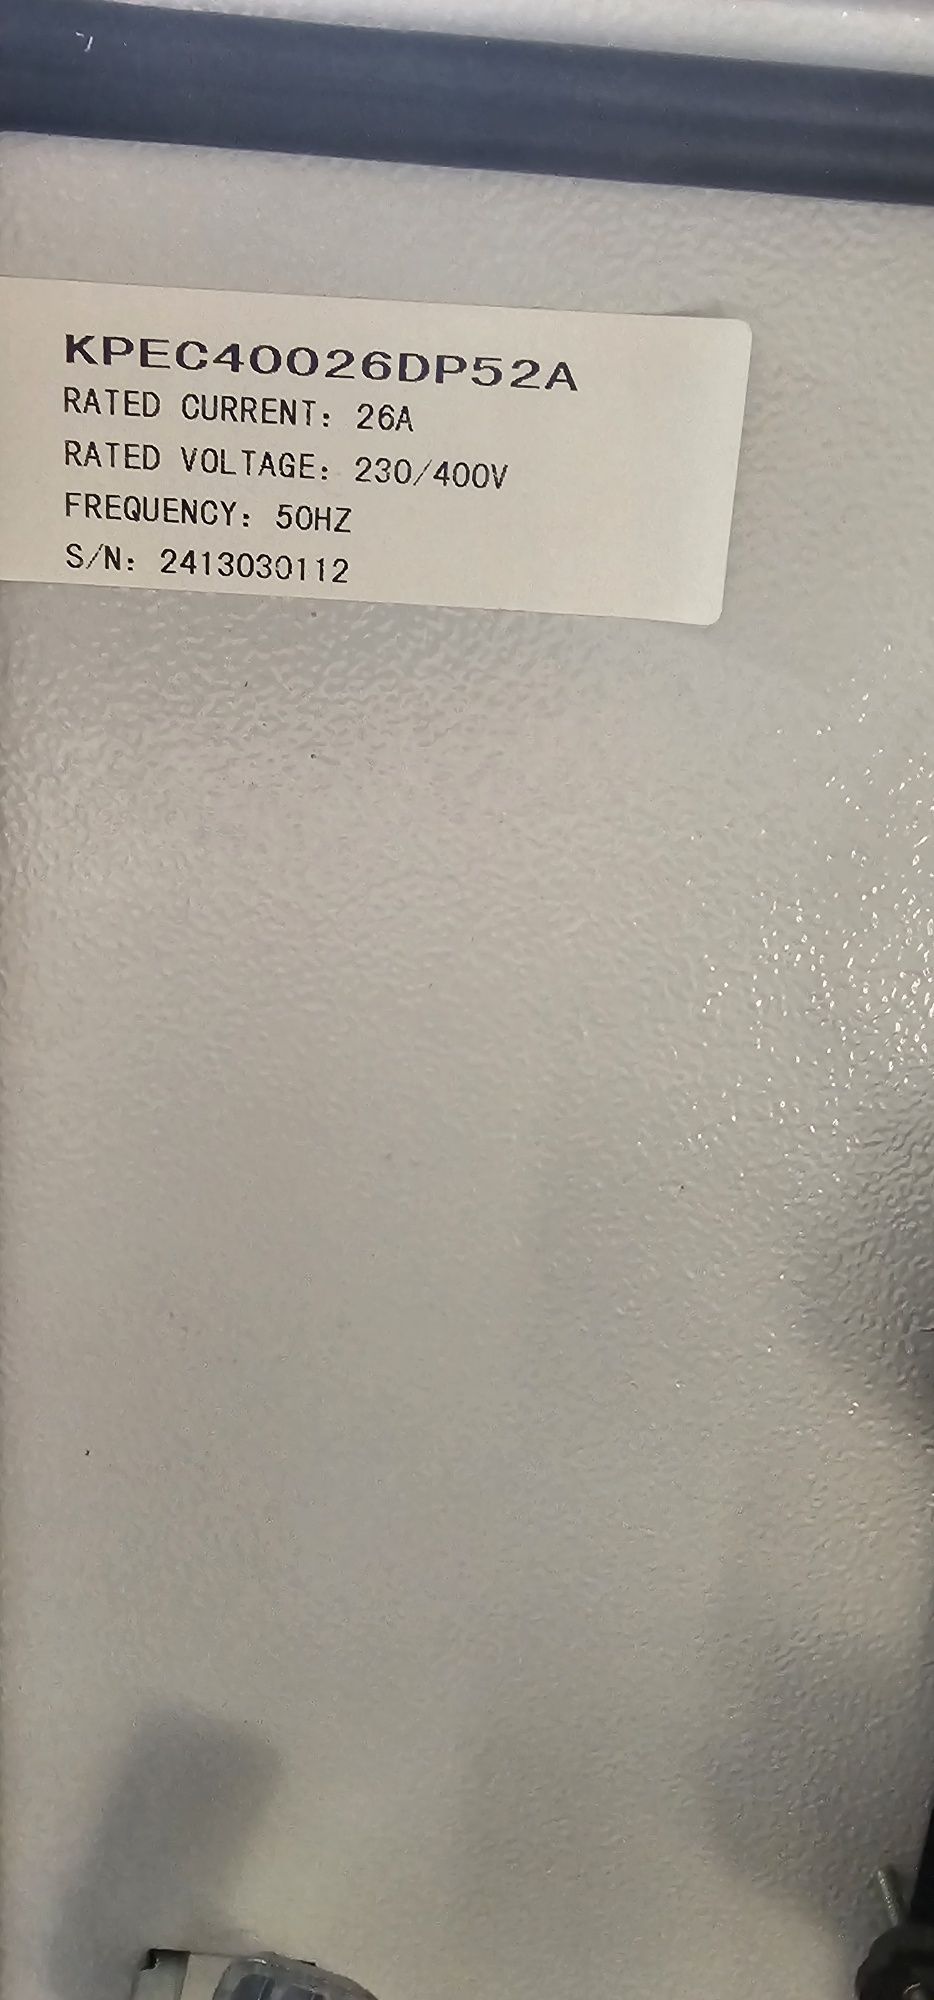 KPEC40026DP52A
RATED CURRENT: 26A
RATED VOLTAGE: 230/400V
FREQUENCY: 50HZ
S/N: 2413030112